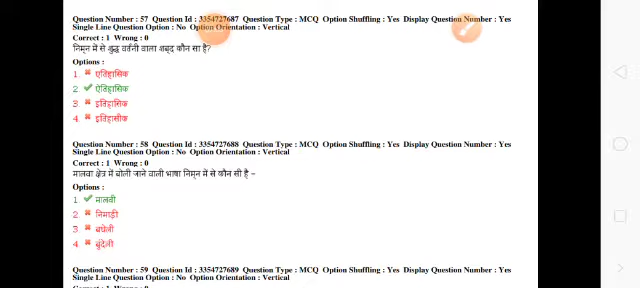 Question Number : 57 Question Id : 3354727687 Question Type : MCQ Option Shuffling : Yes Display Question Number : Yes
Single Line Question Option : No Option Orientation : Vertical
Correct : 1 Wrong : 0
निम्न में से शुद्ध वर्तनी वाला शब्द कौन सा है?
Options :
1. एतिहासिक
2. ऐतिहासिक
3. इतिहासिक
4. इतिहासीक
Question Number : 58 Question Id : 3354727688 Question Type : MCQ Option Shuffling : Yes Display Question Number : Yes
Single Line Question Option : No Option Orientation : Vertical
Correct : 1 Wrong : 0
मालवा क्षेत्र में बोली जाने वाली भाषा निम्न में से कौन सी है –
Options :
1. मालवी
2. निमाड़ी
3. बघेली
4. बुंदेली
Question Number : 59 Question Id : 3354727689 Question Type : MCQ Option Shuffling : Yes Display Question Number : Yes
Single Line Question Option : No Option Orientation : Vertical
Correct : 1 Wrong : 0